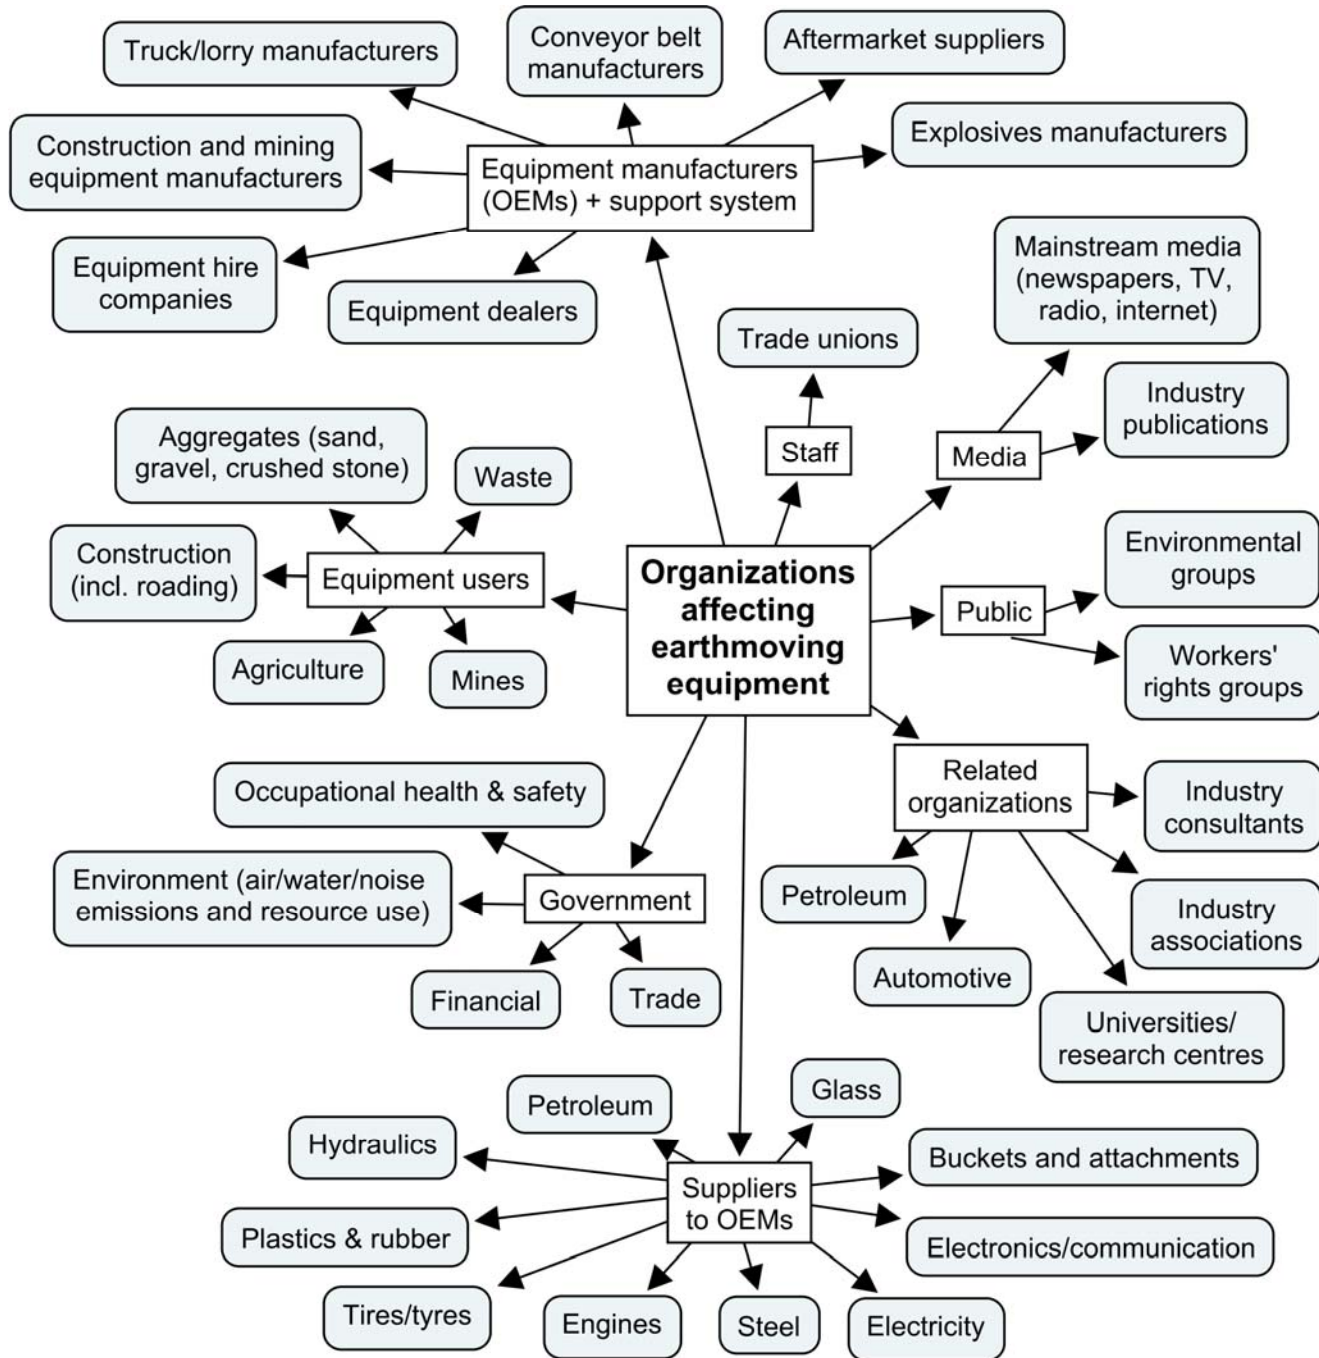 Truck/lorry manufacturers
Conveyor belt
manufacturers
Aftermarket suppliers
Construction and mining
equipment manufacturers
Equipment manufacturers
(OEMs) + support system
Explosives manufacturers
Equipment hire
companies
Equipment dealers
Mainstream media
(newspapers, TV,
radio, internet)
Trade unions
Industry
publications
Staff
Media
Aggregates (sand,
gravel, crushed stone)
Waste
Construction
(incl. roading)
Equipment users
Agriculture
Mines
Organizations
affecting
earthmoving
equipment
Environmental
groups
Public
Workers'
rights groups
Related
organizations
Industry
consultants
Petroleum
Industry
associations
Automotive
Universities/
research centres
Occupational health & safety
Environment (air/water/noise
emissions and resource use)
Government
Financial
Trade
Petroleum
Glass
Hydraulics
Suppliers
to OEMs
Buckets and attachments
Plastics & rubber
Electronics/communication
Tires/tyres
Engines
Steel
Electricity